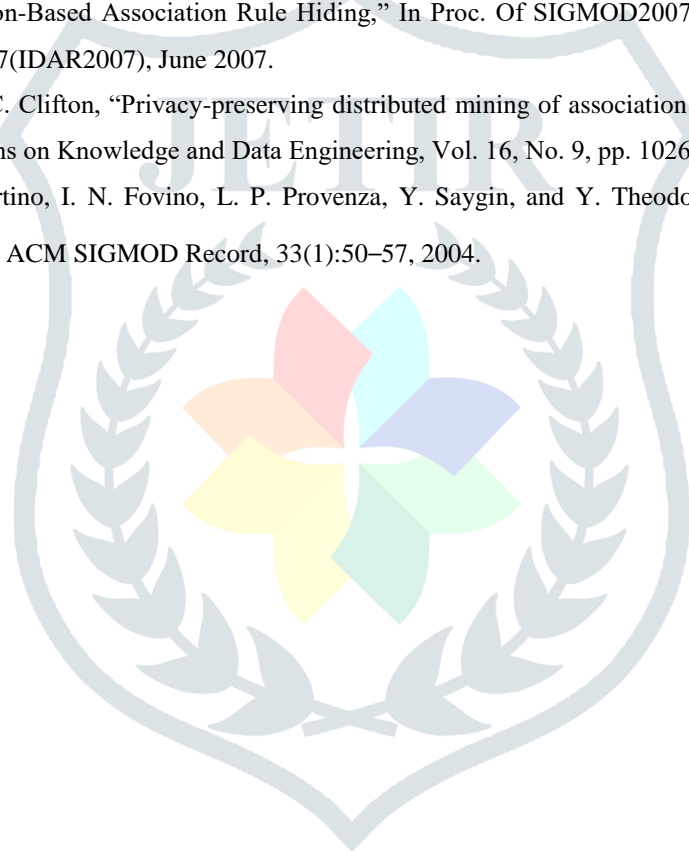 on-Based Association Rule Hiding,” In Proc. Of SIGMOD2007
7(IDAR2007), June 2007.
C. Clifton, “Privacy-preserving distributed mining of association
ns on Knowledge and Data Engineering, Vol. 16, No. 9, pp. 1026
JETIR
rtino, I. N. Fovino, L. P. Provenza, Y. Saygin, and Y. Theodo
ACM SIGMOD Record, 33(1):50–57, 2004.